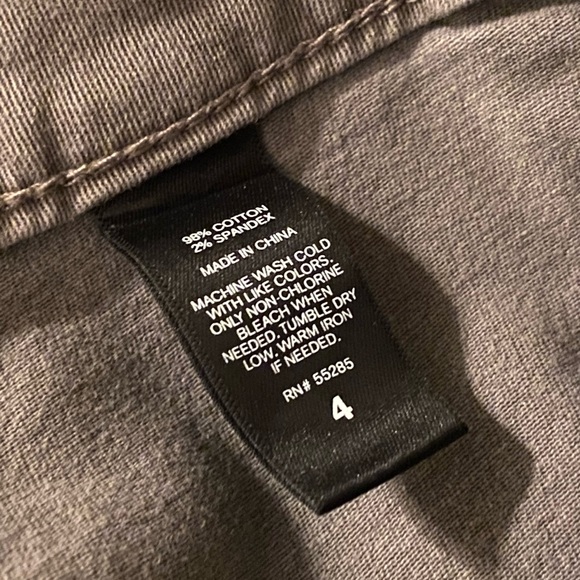 98% COTTON
2% SPANDEX
MADE IN CHINA
MACHINE WASH COLD
WITH LIKE COLORS.
ONLY NON-CHLORINE
BLEACH WHEN
NEEDED. TUMBLE DRY
LOW. WARM IRON
IF NEEDED.
RN# 55285
4